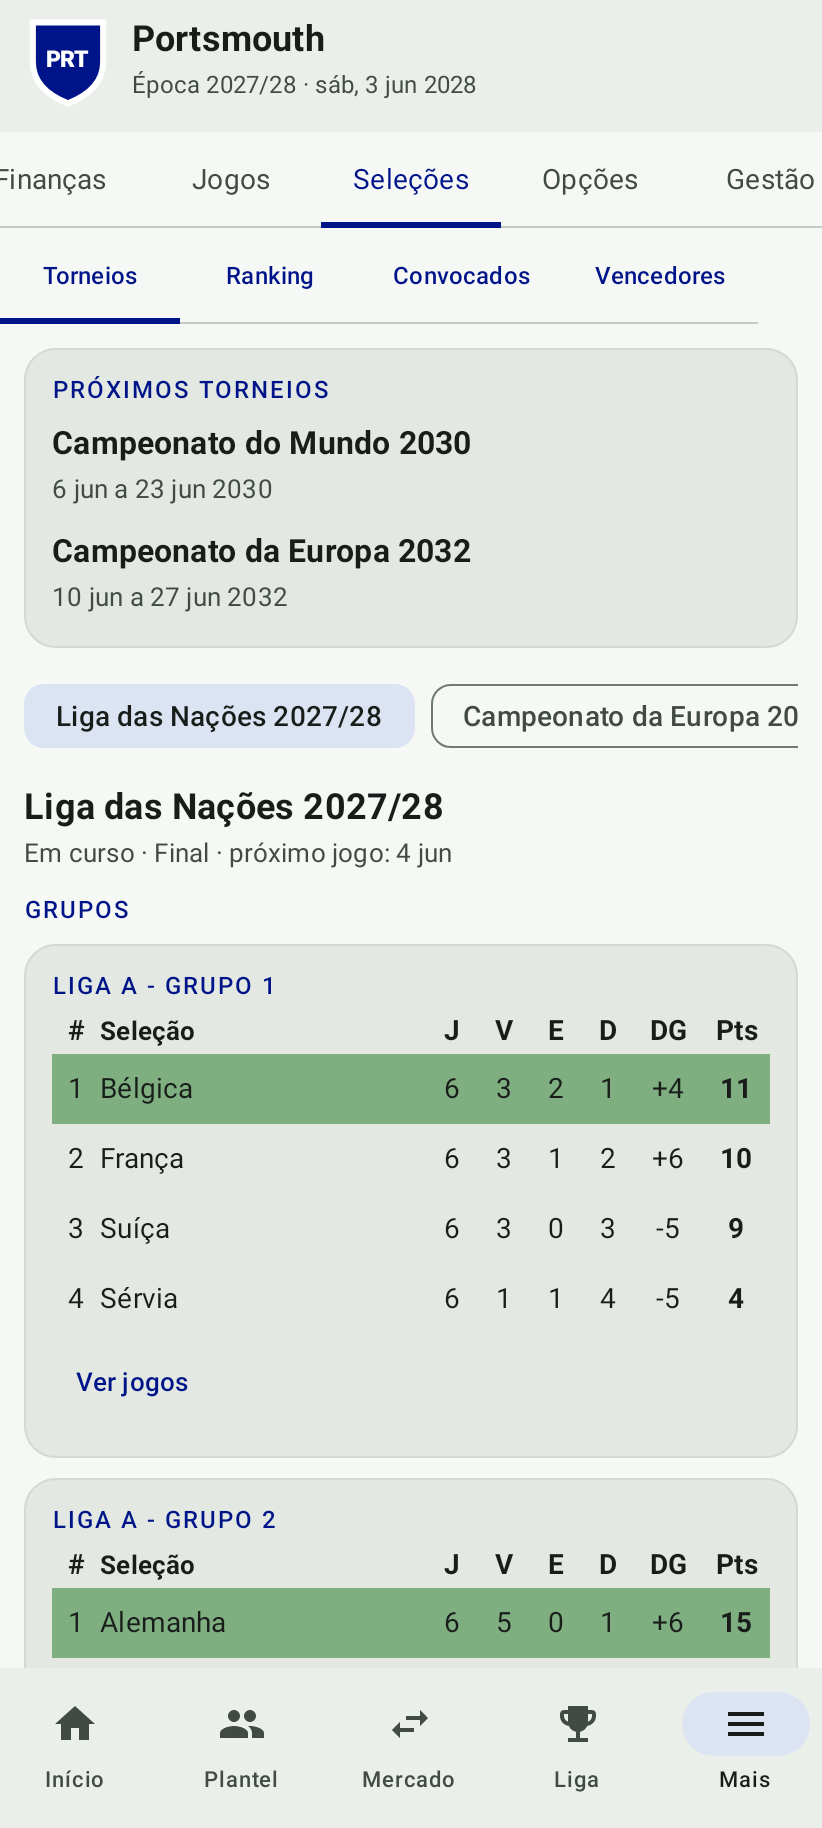 PRT
Portsmouth
Época 2027/28 · sáb, 3 jun 2028
Finanças Jogos Seleções Opções Gestão
Torneios Ranking Convocados Vencedores
PRÓXIMOS TORNEIOS
Campeonato do Mundo 2030
6 jun a 23 jun 2030
Campeonato da Europa 2032
10 jun a 27 jun 2032
Liga das Nações 2027/28 Campeonato da Europa 20
Liga das Nações 2027/28
Em curso · Final · próximo jogo: 4 jun
GRUPOS
LIGA A - GRUPO 1
# Seleção J V E D DG Pts
1 Bélgica 6 3 2 1 +4 11
2 França 6 3 1 2 +6 10
3 Suíça 6 3 0 3 -5 9
4 Sérvia 6 1 1 4 -5 4
Ver jogos
LIGA A - GRUPO 2
# Seleção J V E D DG Pts
1 Alemanha 6 5 0 1 +6 15
Início Plantel Mercado Liga Mais